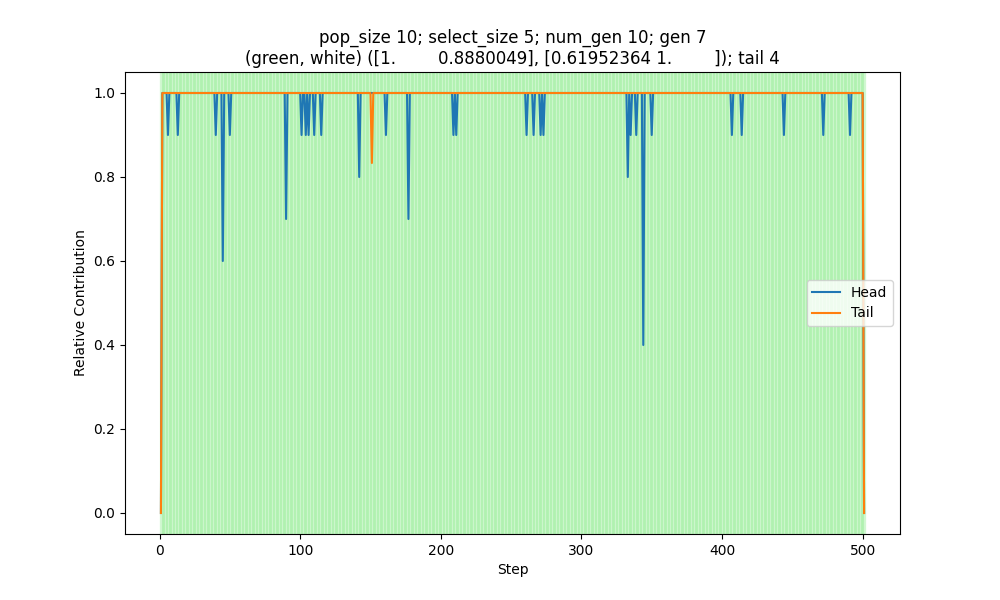 pop_size 10; select_size 5; num_gen 10; gen 7
(green, white) ([1.        0.8880049], [0.61952364 1.        ]); tail 4
Relative Contribution
1.0
0.8
0.6
0.4
0.2
0.0
Head
Tail
0
100
200
300
400
500
Step